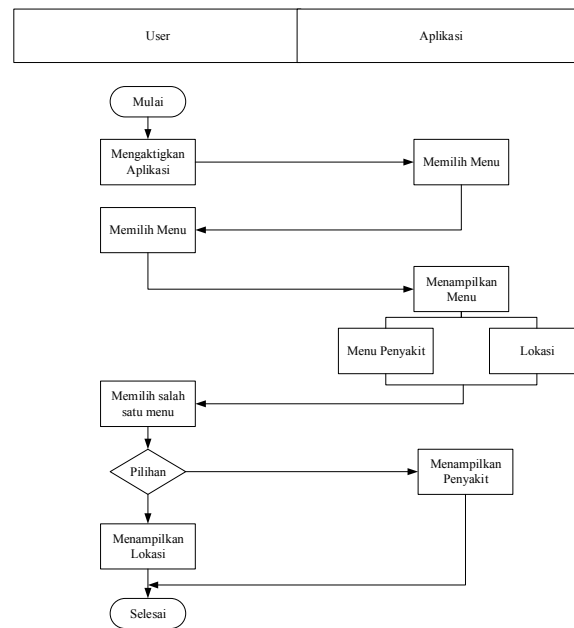 User
Aplikasi
Mulai
Mengaktigkan
Aplikasi
Memilih Menu
Memilih Menu
Menampilkan
Menu
Menu Penyakit
Lokasi
Memilih salah
satu menu
Pilihan
Menampilkan
Penyakit
Menampilkan
Lokasi
Selesai